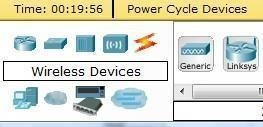 Time: 00:19:56 Power Cycle Devices
Generic Linksys
Wireless Devices